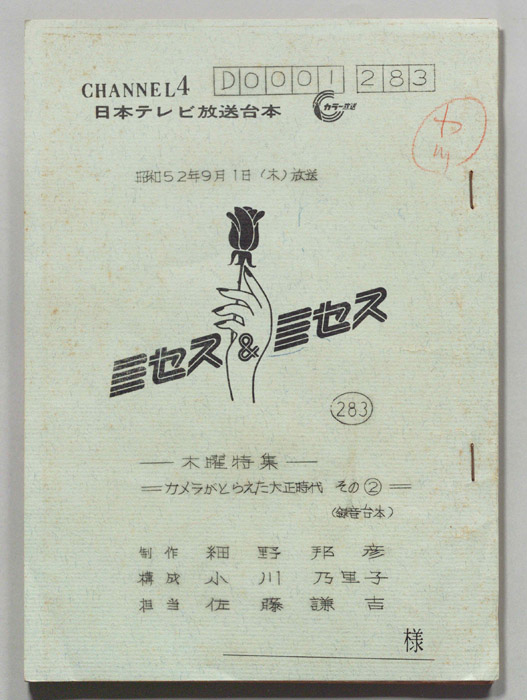 CHANNEL4 D0001 283
日本テレビ放送台本 カラー放送
昭和52年9月1日(木)放送
ミセス&ミセス
283
―木曜特集―
=カメラがとらえた大正時代 その②=
(録音台本)
制作 細野邦彦
構成 小川乃里子
担当 佐藤謙吉
様